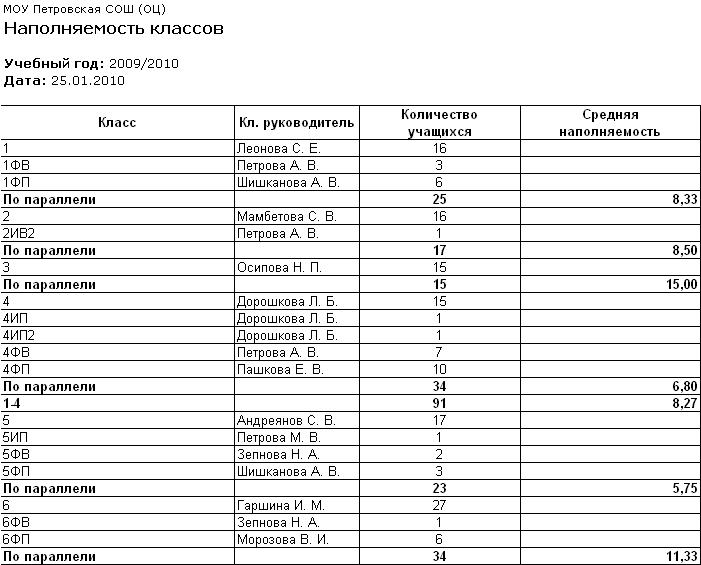 МОУ Петровская СОШ (ОЦ)
Наполняемость классов
Учебный год: 2009/2010
Дата: 25.01.2010
Класс Кл. руководитель Количество учащихся Средняя наполняемость
1 Леонова С. Е. 16
1ФВ Петрова А. В. 3
1ФП Шишканова А. В. 6
По параллели 25 8,33
2 Мамбетова С. В. 16
2ИВ2 Петрова А. В. 1
По параллели 17 8,50
3 Осипова Н. П. 15
По параллели 15 15,00
4 Дорошкова Л. Б. 15
4ИП Дорошкова Л. Б. 1
4ИП2 Дорошкова Л. Б. 1
4ФВ Петрова А. В. 7
4ФП Пашкова Е. В. 10
По параллели 34 6,80
1-4 91 8,27
5 Андреянов С. В. 17
5ИП Петрова М. В. 1
5ФВ Зепнова Н. А. 2
5ФП Шишканова А. В. 3
По параллели 23 5,75
6 Гаршина И. М. 27
6ФВ Зепнова Н. А. 1
6ФП Морозова В. И. 6
По параллели 34 11,33